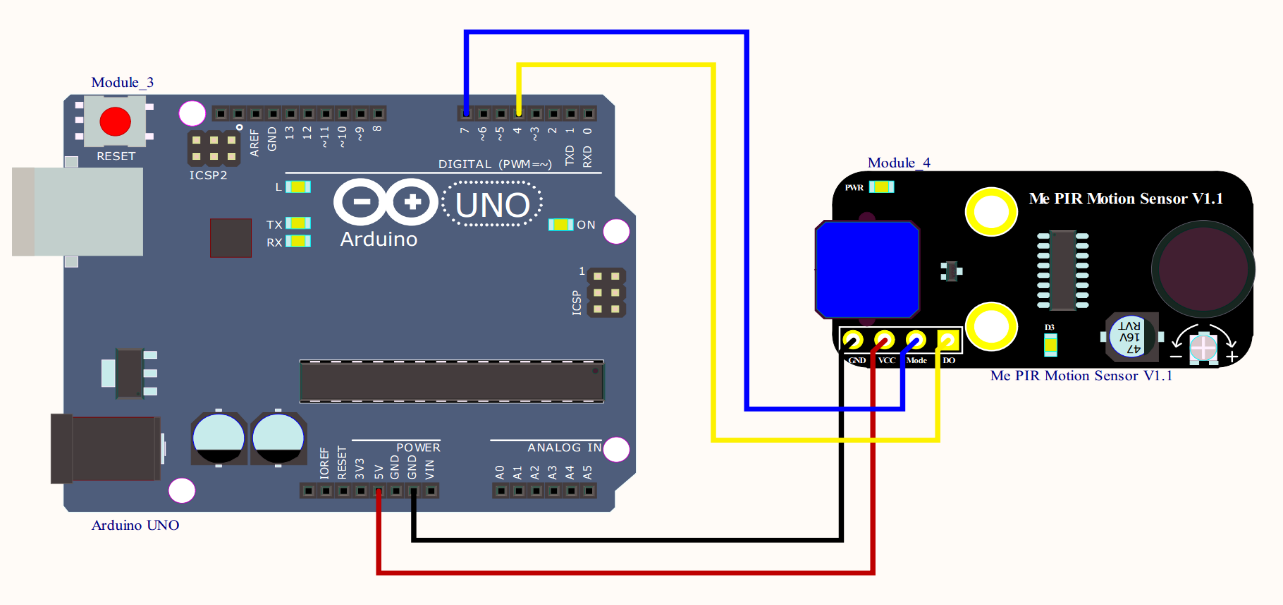 Module_3
RESET
ICSP2
AREF
GND
13
12
~11
~10
~9
8
7
~6
~5
4
~3
2
1
0
TXD
RXD
DIGITAL (PWM=~)
L
TX
RX
UNO
Arduino
ON
1
ICSP
POWER
ANALOG IN
IOREF
RESET
3V3
5V
GND
GND
VIN
A0
A1
A2
A3
A4
A5
Arduino UNO
Module_4
PWR
Me PIR Motion Sensor V1.1
D3
47
16V
RVT
- +
GND VCC Mode DO
Me PIR Motion Sensor V1.1